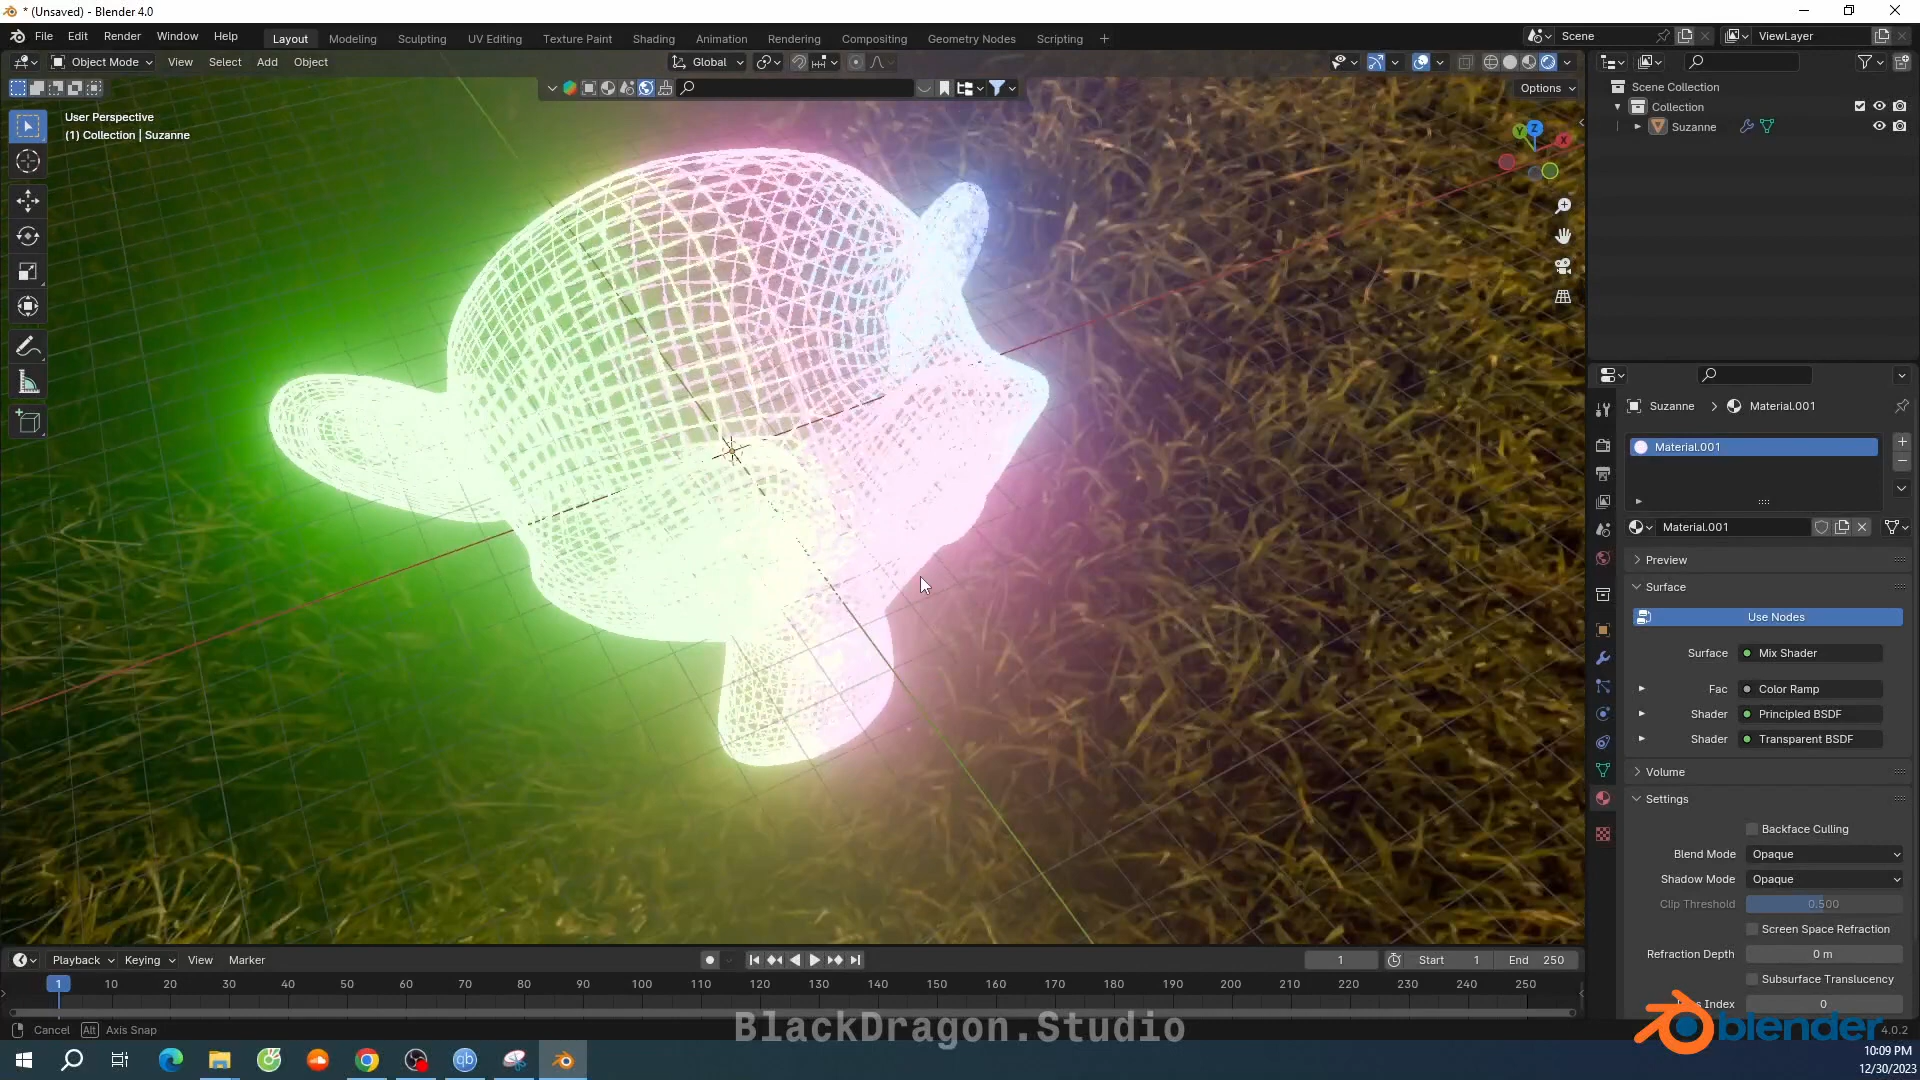 * (Unsaved) - Blender 4.0
File Edit Render Window Help
Layout Modeling Sculpting UV Editing Texture Paint Shading Animation Rendering Compositing Geometry Nodes Scripting +
Scene
ViewLayer
Object Mode View Select Add Object
Global
Options
User Perspective
(1) Collection | Suzanne
Z
Y
X
Scene Collection
Collection
Suzanne
Suzanne > Material.001
Material.001
Material.001
Preview
Surface
Use Nodes
Surface Mix Shader
Fac Color Ramp
Shader Principled BSDF
Shader Transparent BSDF
Volume
Settings
Backface Culling
Blend Mode Opaque
Shadow Mode Opaque
Clip Threshold 0.500
Screen Space Refraction
Refraction Depth 0 m
Subsurface Translucency
Index 0
Playback Keying View Marker
1 Start 1 End 250
1 10 20 30 40 50 60 70 80 90 100 110 120 130 140 150 160 170 180 190 200 210 220 230 240 250
Cancel Alt Axis Snap
BlackDragon.Studio
blender
4.0.2
qb
10:09 PM
12/30/2023